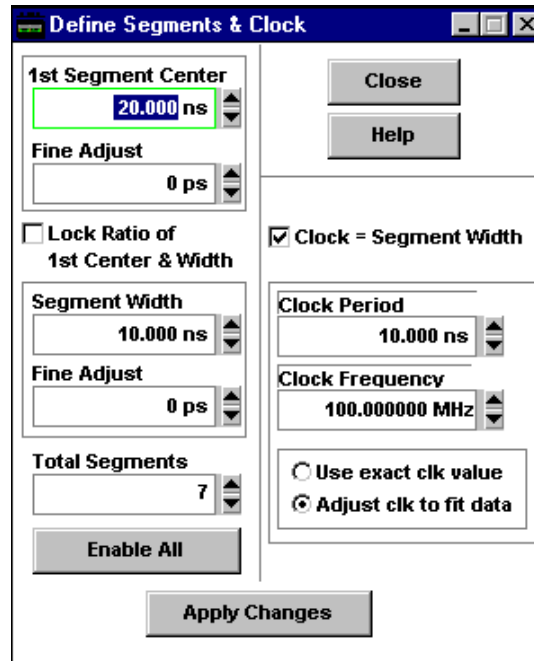 Define Segments & Clock
1st Segment Center
20.000 ns
Fine Adjust
0 ps
Lock Ratio of
1st Center & Width
Segment Width
10.000 ns
Fine Adjust
0 ps
Total Segments
7
Enable All
Close
Help
Clock = Segment Width
Clock Period
10.000 ns
Clock Frequency
100.000000 MHz
Use exact clk value
Adjust clk to fit data
Apply Changes